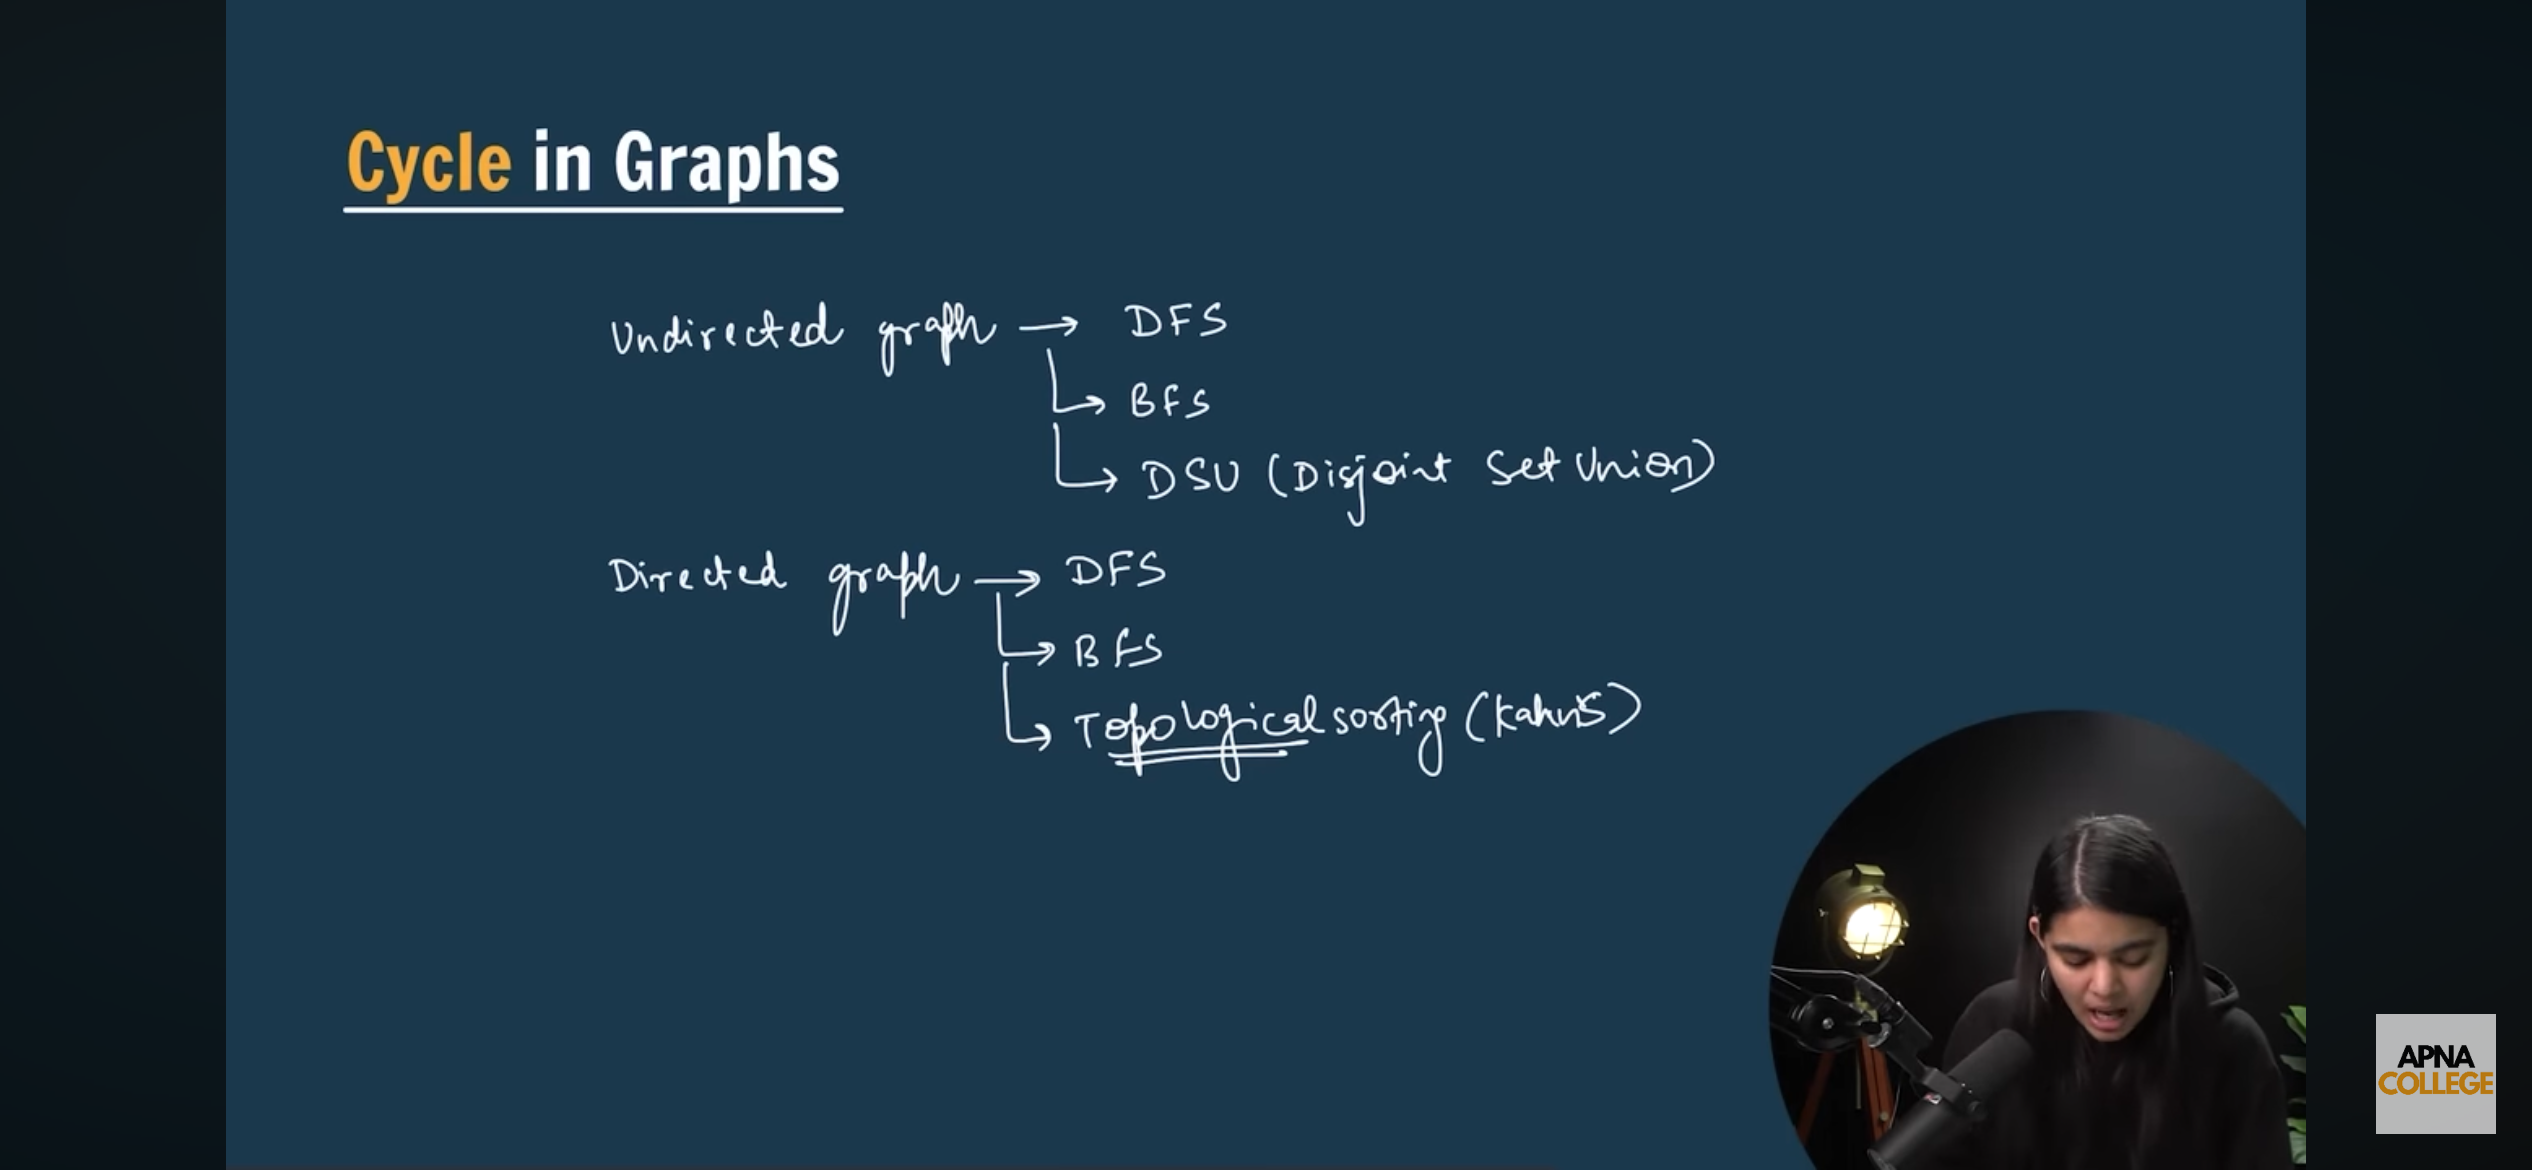 Cycle in Graphs
Undirected graph → DFS
→ BFS
→ DSU (Disjoint Set Union)
Directed graph → DFS
→ BFS
→ Topological sorting (Kahn's)
APNA
COLLEGE